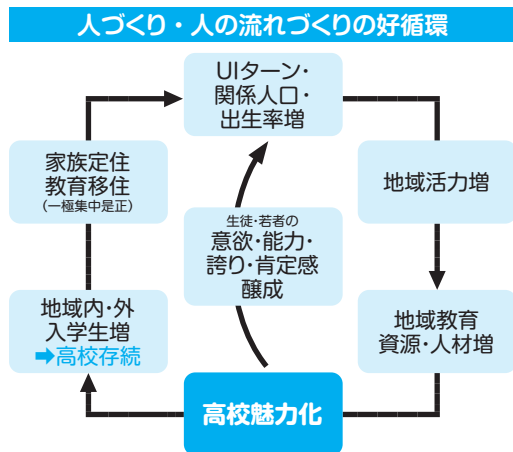 人づくり・人の流れづくりの好循環
UIターン・
関係人口・
出生率増
家族定住
教育移住
(一極集中是正)
地域活力増
生徒・若者の
意欲・能力・
誇り・肯定感
醸成
地域内・外
入学生増
➡高校存続
地域教育
資源・人材増
高校魅力化